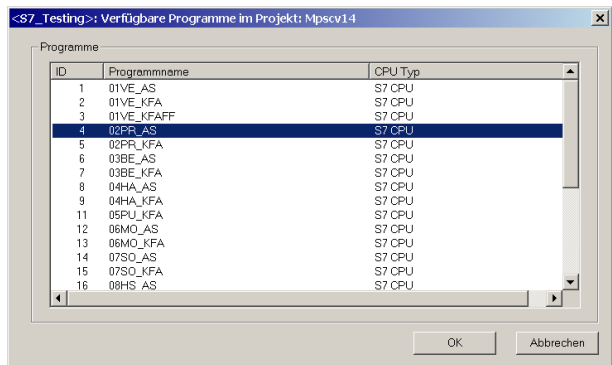 <S7_Testing>: Verfügbare Programme im Projekt: Mpscv14
Programme
ID Programmname CPU Typ
1 01VE_AS S7 CPU
2 01VE_KFA S7 CPU
3 01VE_KFAFF S7 CPU
4 02PR_AS S7 CPU
5 02PR_KFA S7 CPU
6 03BE_AS S7 CPU
7 03BE_KFA S7 CPU
8 04HA_AS S7 CPU
9 04HA_KFA S7 CPU
11 05PU_KFA S7 CPU
12 06MO_AS S7 CPU
13 06MO_KFA S7 CPU
14 07SO_AS S7 CPU
15 07SO_KFA S7 CPU
16 08HS_AS S7 CPU
OK Abbrechen